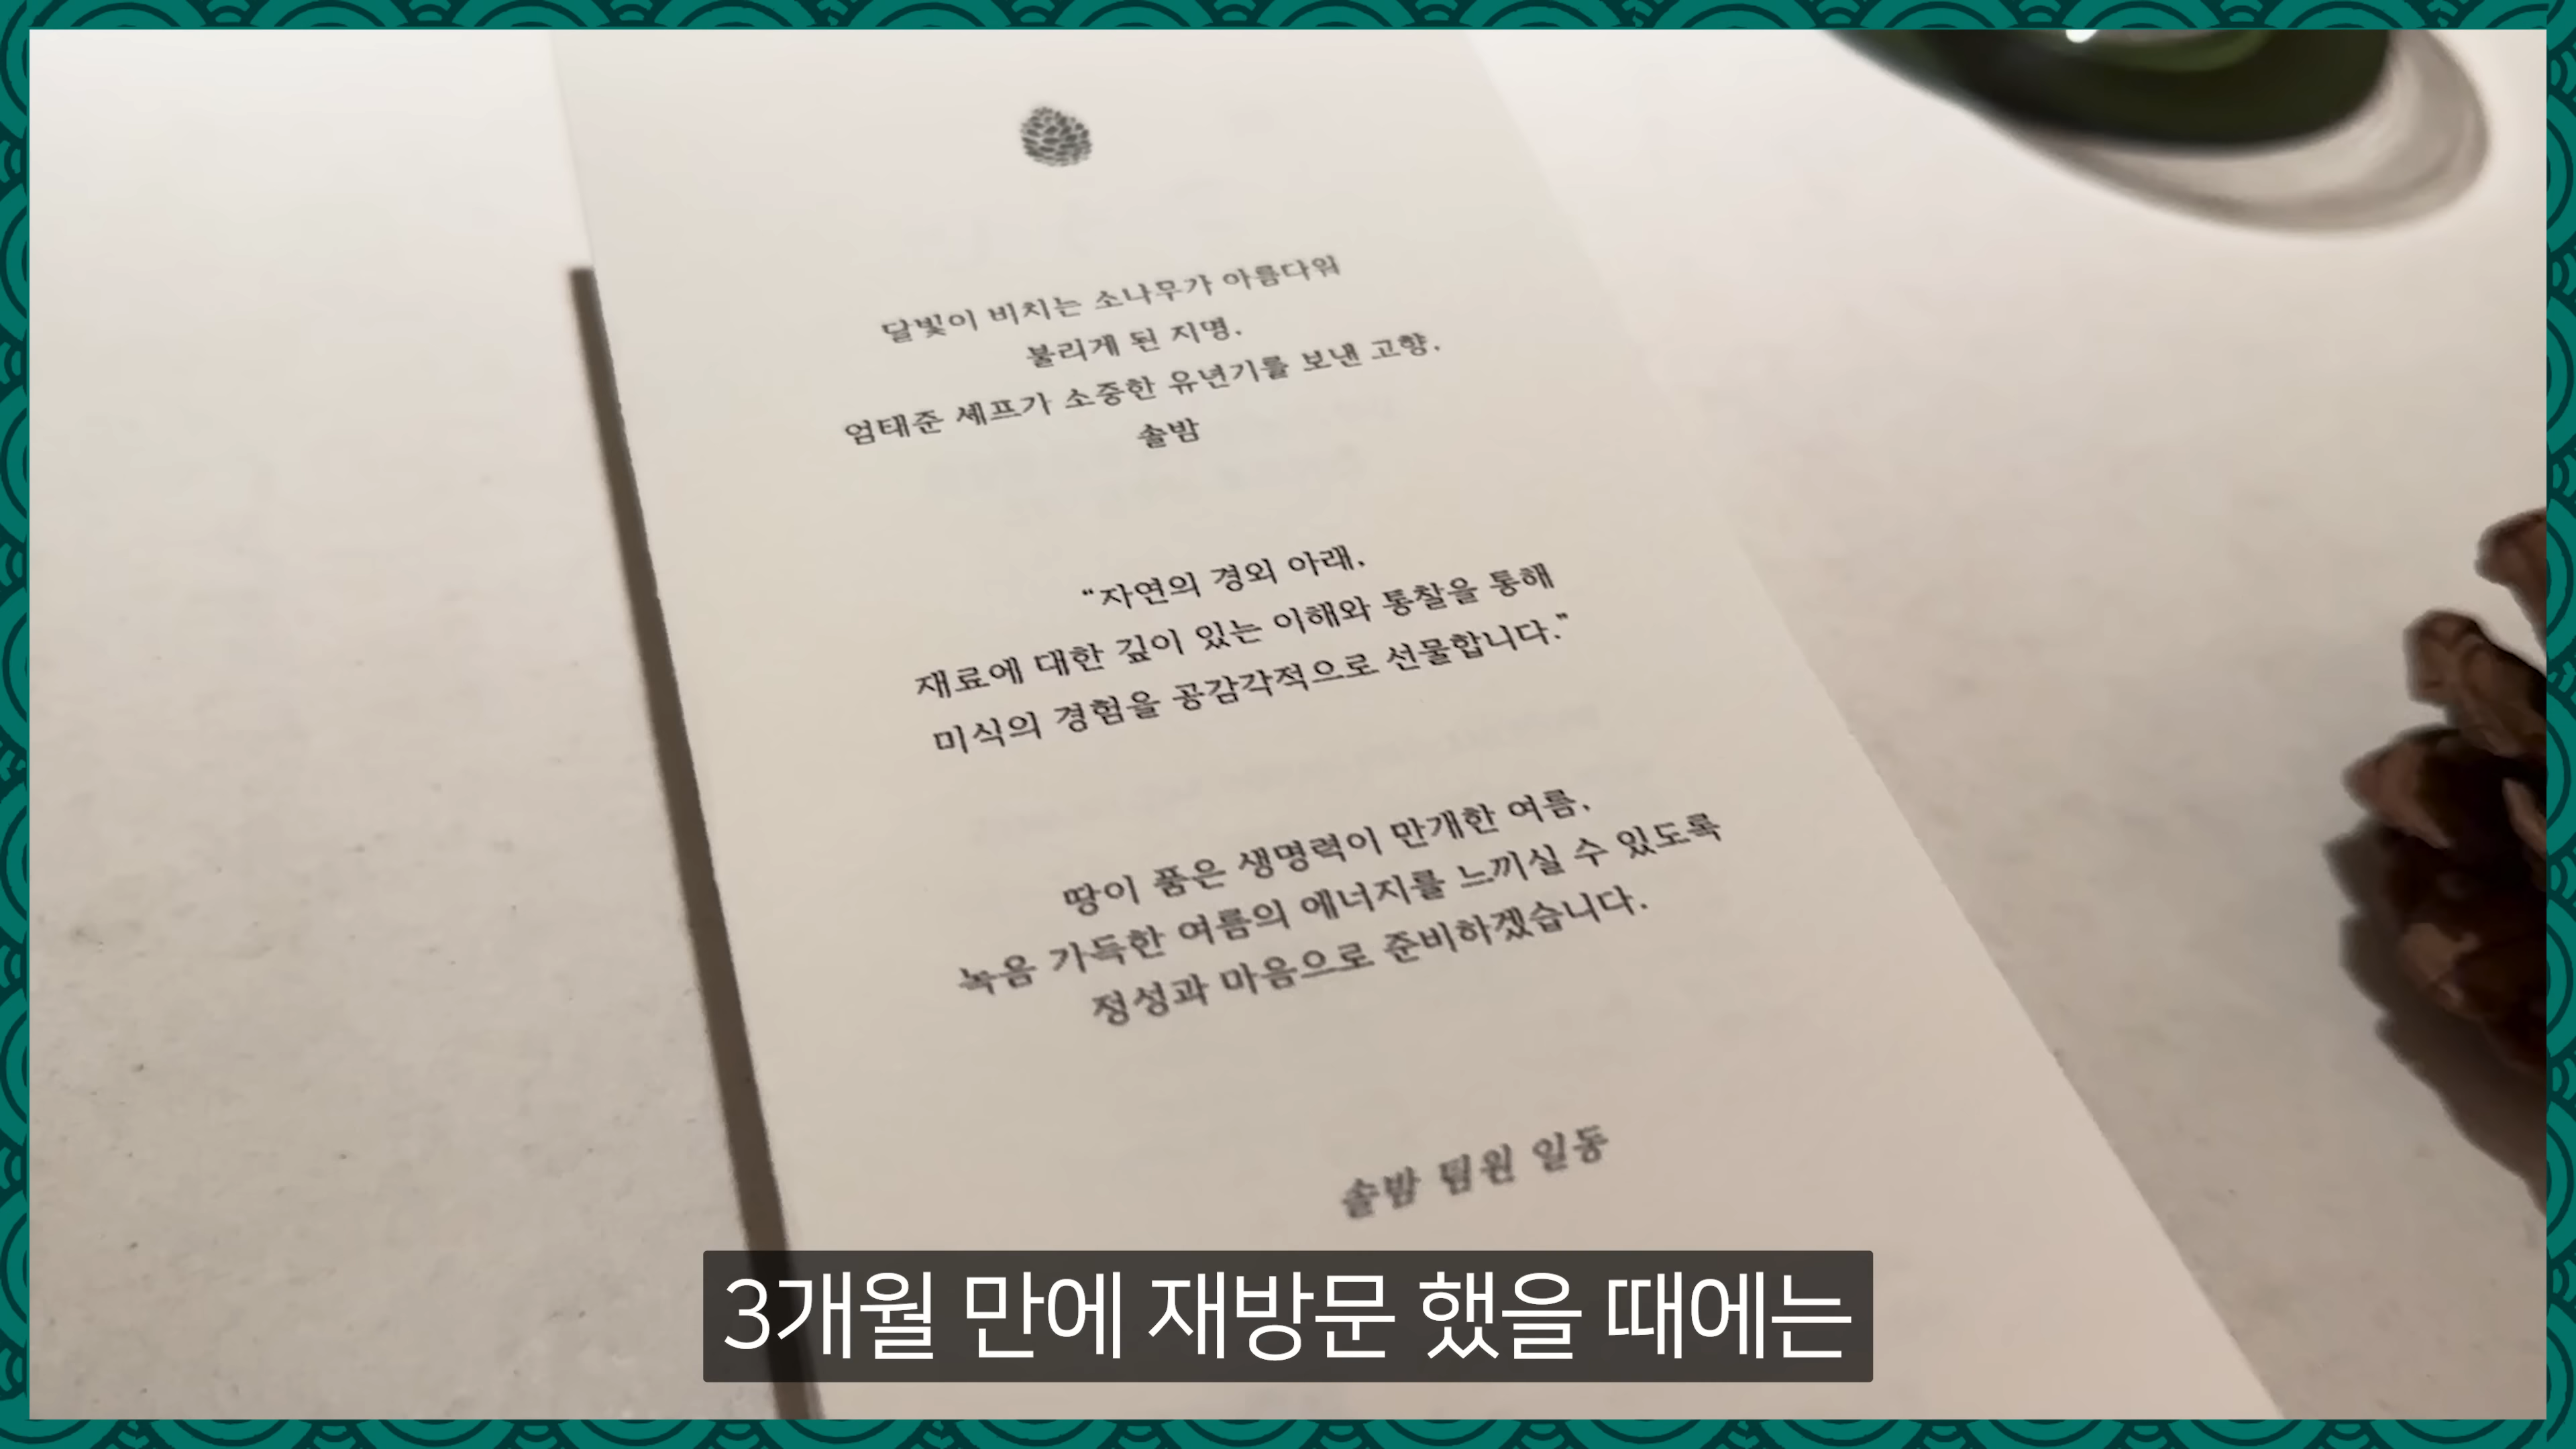 달빛이 비치는 소나무가 아름다워
불리게 된 지명.
엄태준 셰프가 소중한 유년기를 보낸 고향.
솔밤
“자연의 경외 아래,
재료에 대한 깊이 있는 이해와 통찰을 통해
미식의 경험을 공감각적으로 선물합니다.”
땅이 품은 생명력이 만개한 여름,
녹음 가득한 여름의 에너지를 느끼실 수 있도록
정성과 마음으로 준비하겠습니다.
솔밤 팀원 일동
3개월 만에 재방문 했을 때에는